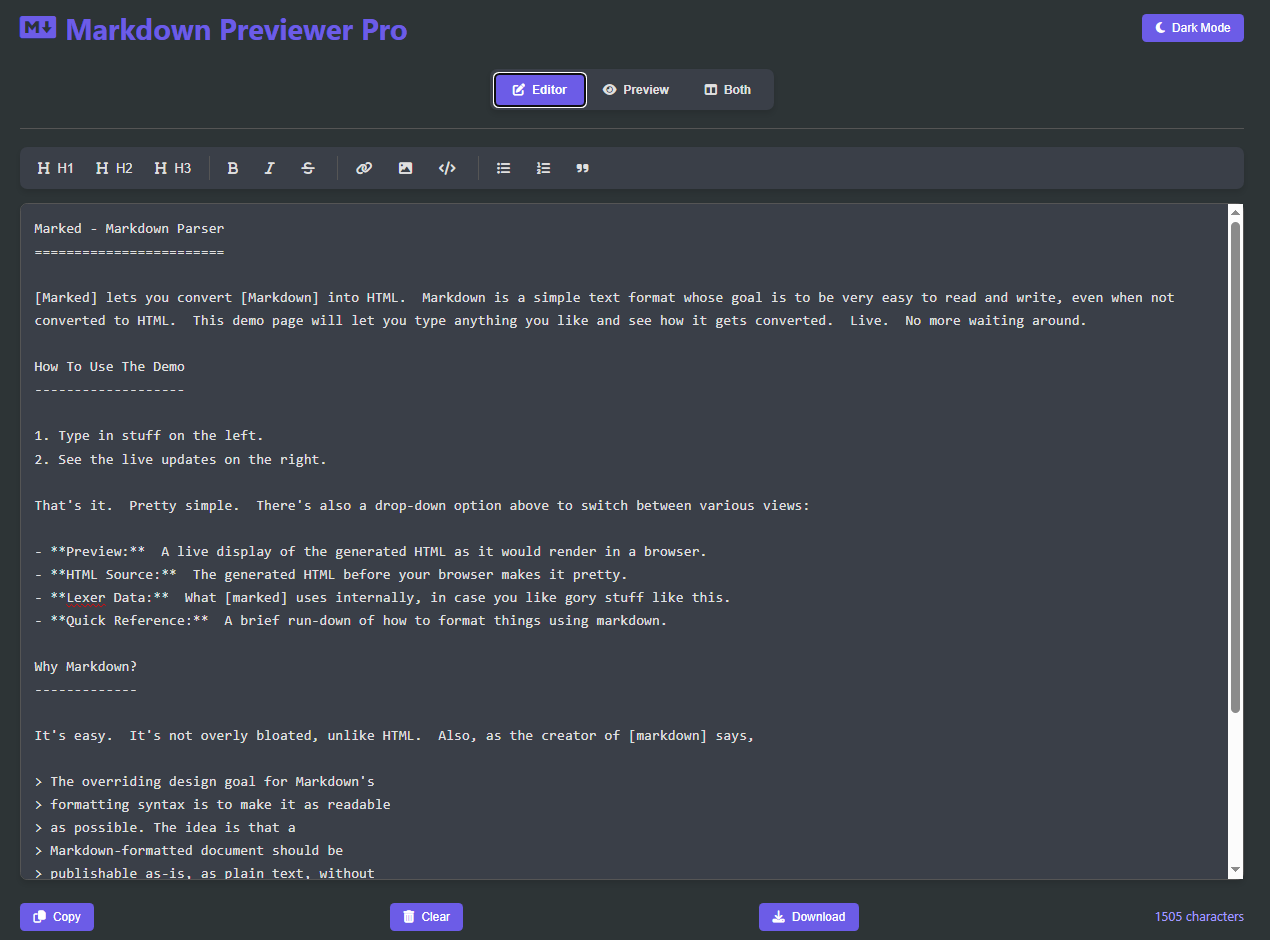 M↓ Markdown Previewer Pro
Dark Mode
Editor Preview Both
H H1 H H2 H H3 B I S </>
Marked - Markdown Parser
========================
[Marked] lets you convert [Markdown] into HTML.  Markdown is a simple text format whose goal is to be very easy to read and write, even when not
converted to HTML.  This demo page will let you type anything you like and see how it gets converted.  Live.  No more waiting around.
How To Use The Demo
-------------------
1. Type in stuff on the left.
2. See the live updates on the right.
That's it.  Pretty simple.  There's also a drop-down option above to switch between various views:
- **Preview:**  A live display of the generated HTML as it would render in a browser.
- **HTML Source:**  The generated HTML before your browser makes it pretty.
- **Lexer Data:**  What [marked] uses internally, in case you like gory stuff like this.
- **Quick Reference:**  A brief run-down of how to format things using markdown.
Why Markdown?
-------------
It's easy.  It's not overly bloated, unlike HTML.  Also, as the creator of [markdown] says,
> The overriding design goal for Markdown's
> formatting syntax is to make it as readable
> as possible. The idea is that a
> Markdown-formatted document should be
> publishable as-is, as plain text, without
Copy Clear Download 1505 characters